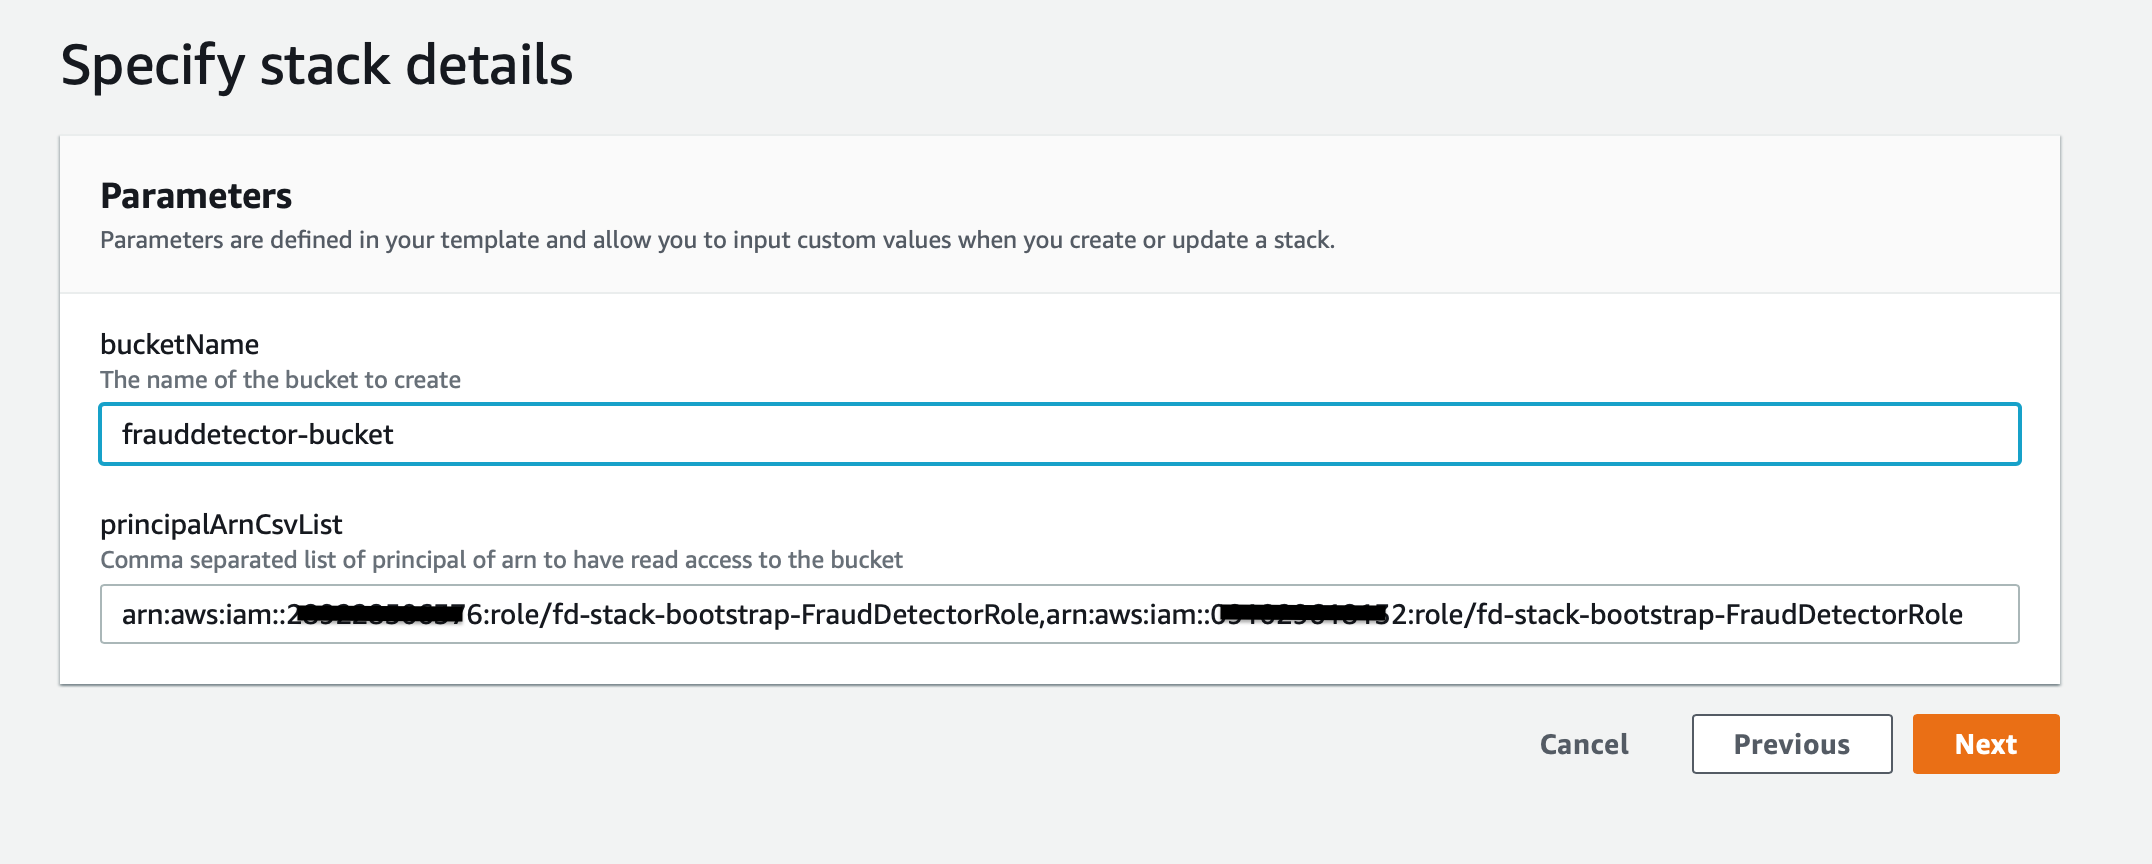 Specify stack details
Parameters
Parameters are defined in your template and allow you to input custom values when you create or update a stack.
bucketName
The name of the bucket to create
frauddetector-bucket
principalArnCsvList
Comma separated list of principal of arn to have read access to the bucket
arn:aws:iam::2 6:role/fd-stack-bootstrap-FraudDetectorRole,arn:aws:iam::0 2:role/fd-stack-bootstrap-FraudDetectorRole
Cancel
Previous
Next